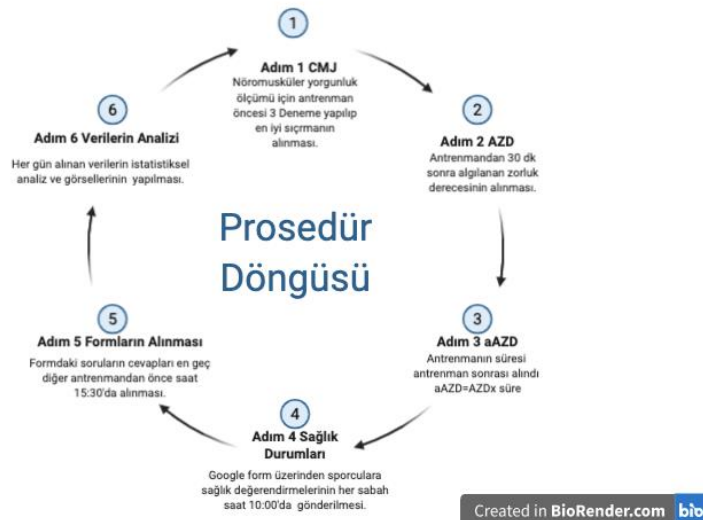 1
Adım 1 CMJ
Nöromusküler yorgunluk
ölçümü için antrenman
öncesi 3 Deneme yapılıp
en iyi sıçrmanın
alınması.
2
Adım 2 AZD
Antrenmandan 30 dk
sonra algılanan zorluk
derecesinin alınması.
3
Adım 3 aAZD
Antrenmanın süresi
antrenman sonrası alındı
aAZD=AZDx süre
4
Adım 4 Sağlık
Durumları
Google form üzerinden sporculara
sağlık değerdendirmelerinin her sabah
saat 10:00'da gönderilmesi.
5
Adım 5 Formların Alınması
Formdaki soruların cevapları en geç
diğer antrenmandan önce saat
15:30'da alınması.
6
Adım 6 Verilerin Analizi
Her gün alınan verilerin istatistiksel
analiz ve görsellerinin yapılması.
Prosedür
Döngüsü
Created in BioRender.com bio